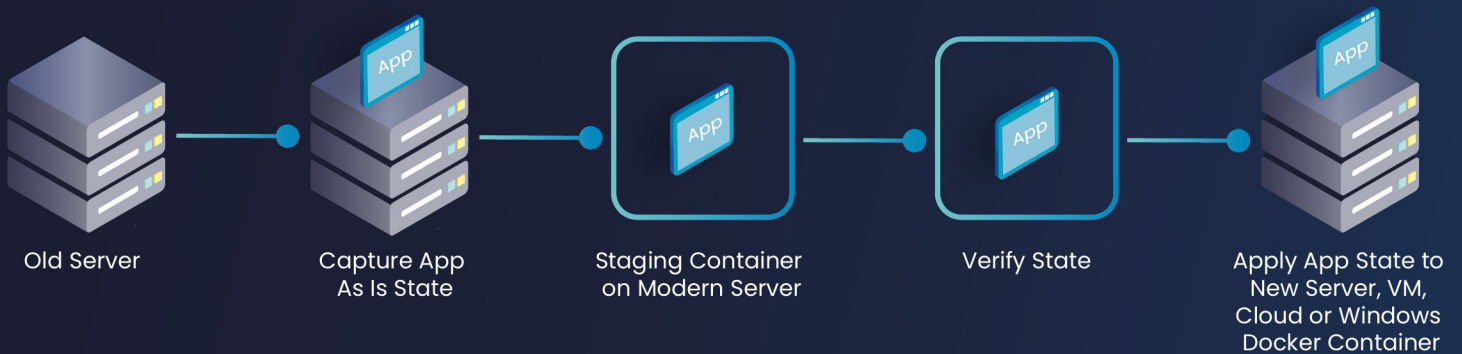 Old Server
App
Capture App
As Is State
App
Staging Container
on Modern Server
App
Verify State
App
Apply App State to
New Server, VM,
Cloud or Windows
Docker Container